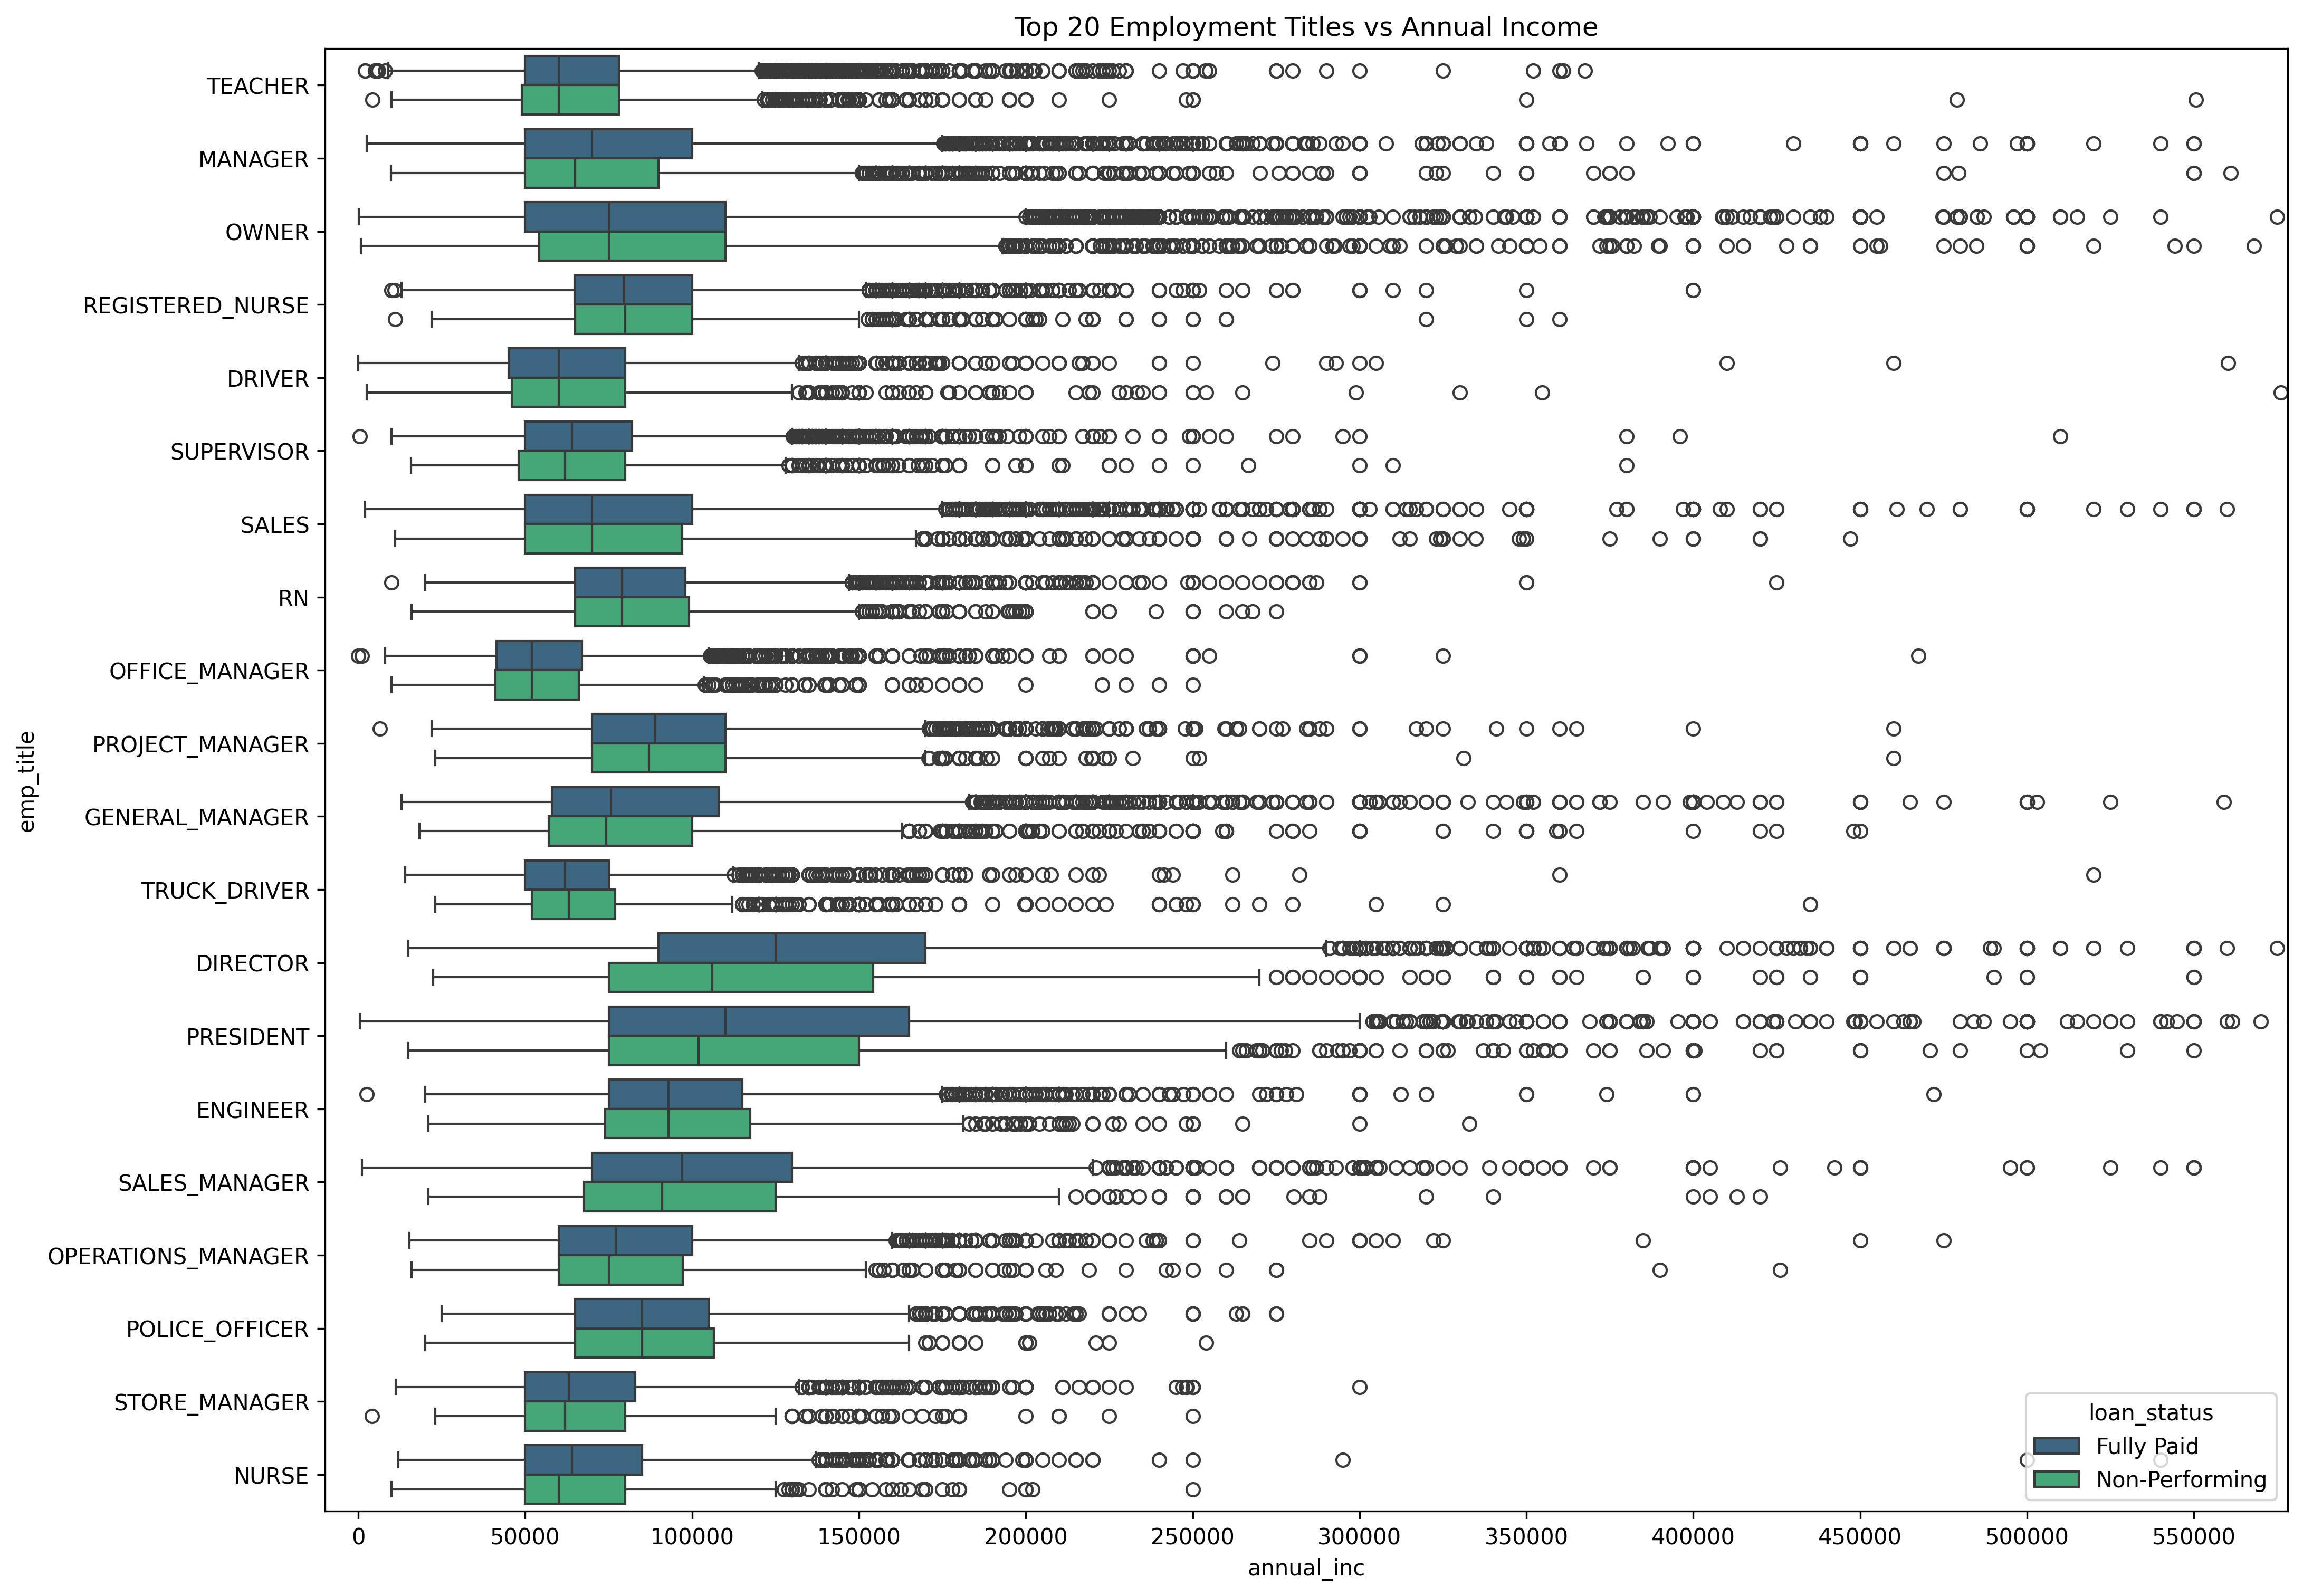 Top 20 Employment Titles vs Annual Income
emp_title
TEACHER
MANAGER
OWNER
REGISTERED_NURSE
DRIVER
SUPERVISOR
SALES
RN
OFFICE_MANAGER
PROJECT_MANAGER
GENERAL_MANAGER
TRUCK_DRIVER
DIRECTOR
PRESIDENT
ENGINEER
SALES_MANAGER
OPERATIONS_MANAGER
POLICE_OFFICER
STORE_MANAGER
NURSE
loan_status
Fully Paid
Non-Performing
0 50000 100000 150000 200000 250000 300000 350000 400000 450000 500000 550000
annual_inc